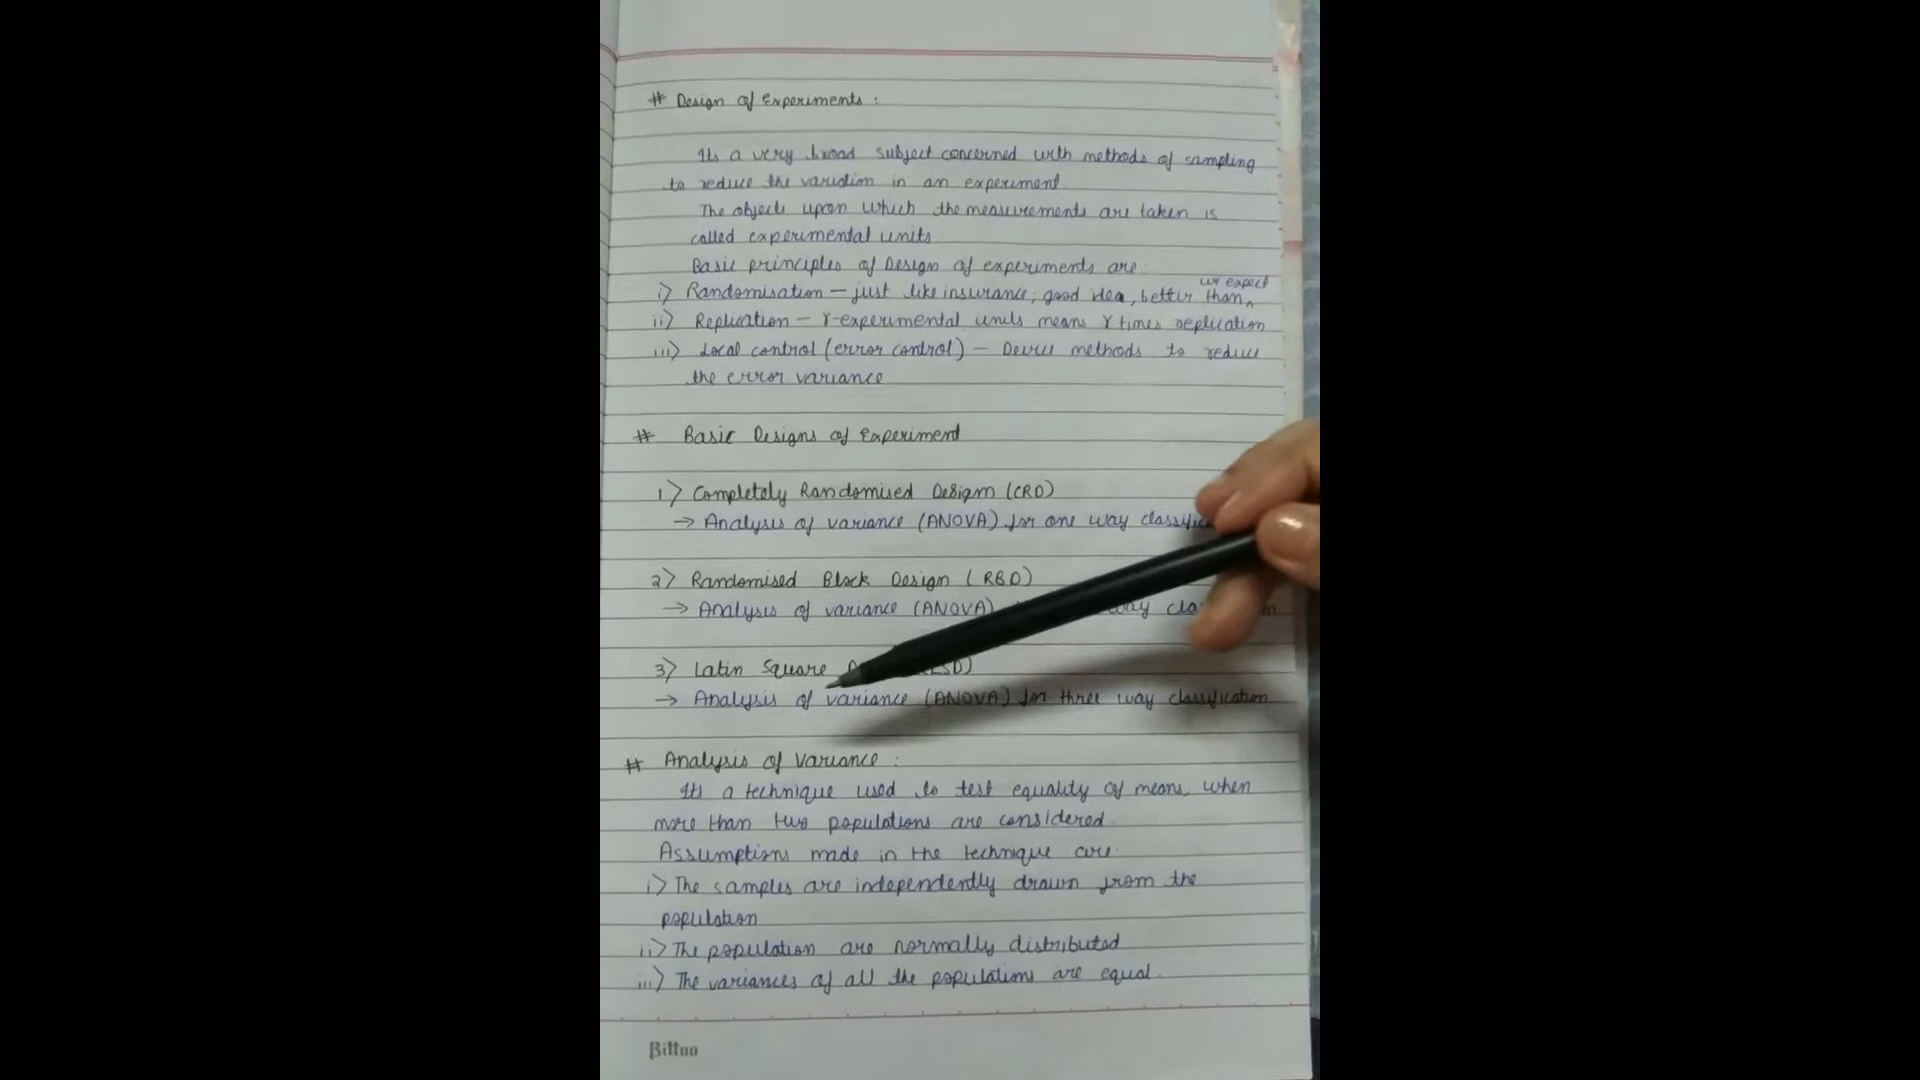 # Design of Experiments :
Its a very broad subject concerned with methods of sampling
to reduce the variation in an experiment.
The objects upon which the measurements are taken is
called experimental units.
Basic principles of Design of experiments are
we expect
i) Randomisation – just like insurance; good idea, better than ^
ii) Replication – r-experimental units means r times replication
iii) Local control (error control) – Devise methods to reduce
the error variance
# Basic Designs of Experiment
1) Completely Randomised Design (CRD)
→ Analysis of variance (ANOVA) for one way
2) Randomised Block Design (RBD)
→ Analysis of variance (ANOVA) way
3) Latin Square
→ Analysis of variance (ANOVA) for three way classification
# Analysis of Variance :
Its a technique used to test equality of means, when
more than two populations are considered.
Assumptions made in the technique are
i) The samples are independently drawn from the
population
ii) The population are normally distributed
iii) The variances of all the populations are equal.
Bittoo